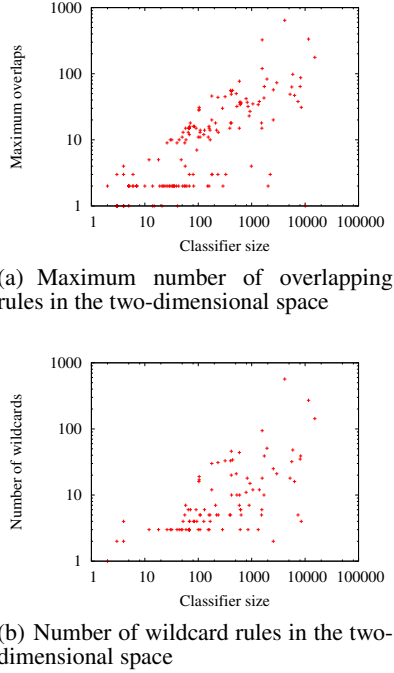 1000
100
10
1
1 10 100 1000 10000 100000
Maximum overlaps
Classifier size
(a) Maximum number of overlapping
rules in the two-dimensional space
1000
100
10
1
1 10 100 1000 10000 100000
Number of wildcards
Classifier size
(b) Number of wildcard rules in the two-
dimensional space